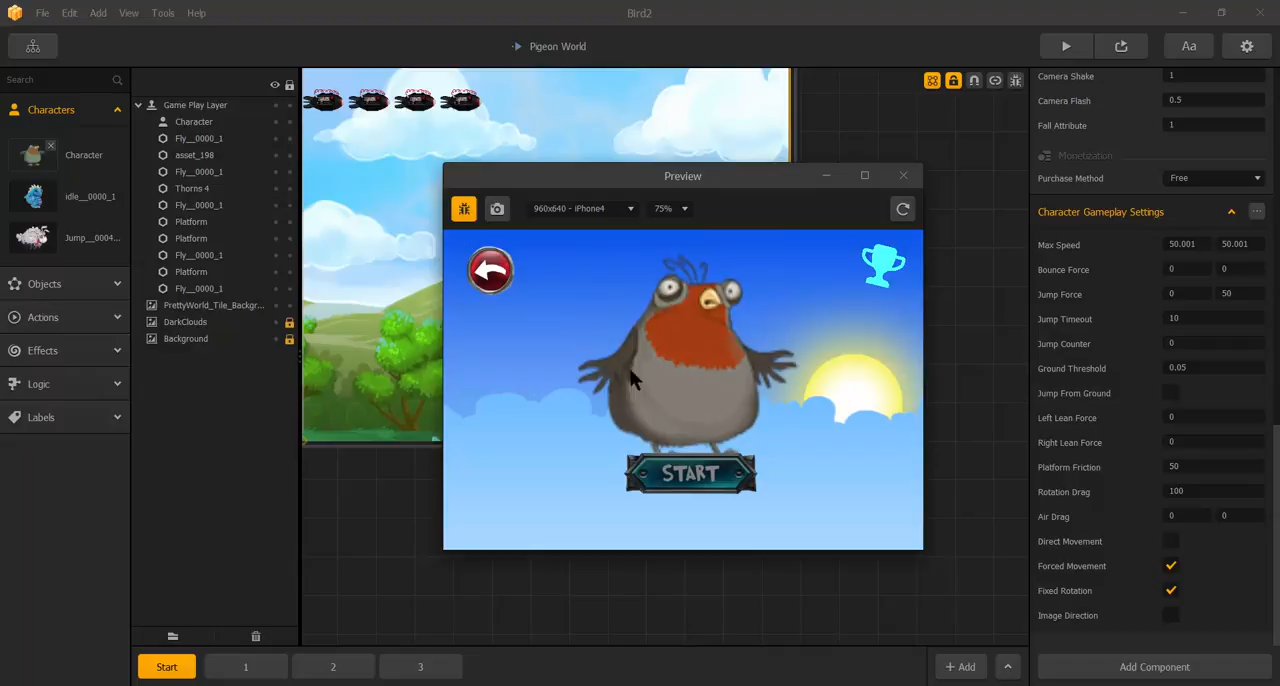 File Edit Add View Tools Help
Bird2
Pigeon World
Aa
Search
Characters
Character
idle__0000_1
Jump__0004...
Objects
Actions
Effects
Logic
Labels
Game Play Layer
Character
Fly__0000_1
asset_198
Fly__0000_1
Thorns 4
Fly__0000_1
Platform
Platform
Fly__0000_1
Platform
Fly__0000_1
PrettyWorld_Tile_Backgr...
DarkClouds
Background
Preview
960x640 - iPhone4
75%
START
Camera Shake 1
Camera Flash 0.5
Fall Attribute 1
Monetization
Purchase Method Free
Character Gameplay Settings
Max Speed 50.001 50.001
Bounce Force 0 0
Jump Force 0 50
Jump Timeout 10
Jump Counter 0
Ground Threshold 0.05
Jump From Ground
Left Lean Force 0
Right Lean Force 0
Platform Friction 50
Rotation Drag 100
Air Drag 0 0
Direct Movement
Forced Movement
Fixed Rotation
Image Direction
Start 1 2 3
+ Add
Add Component